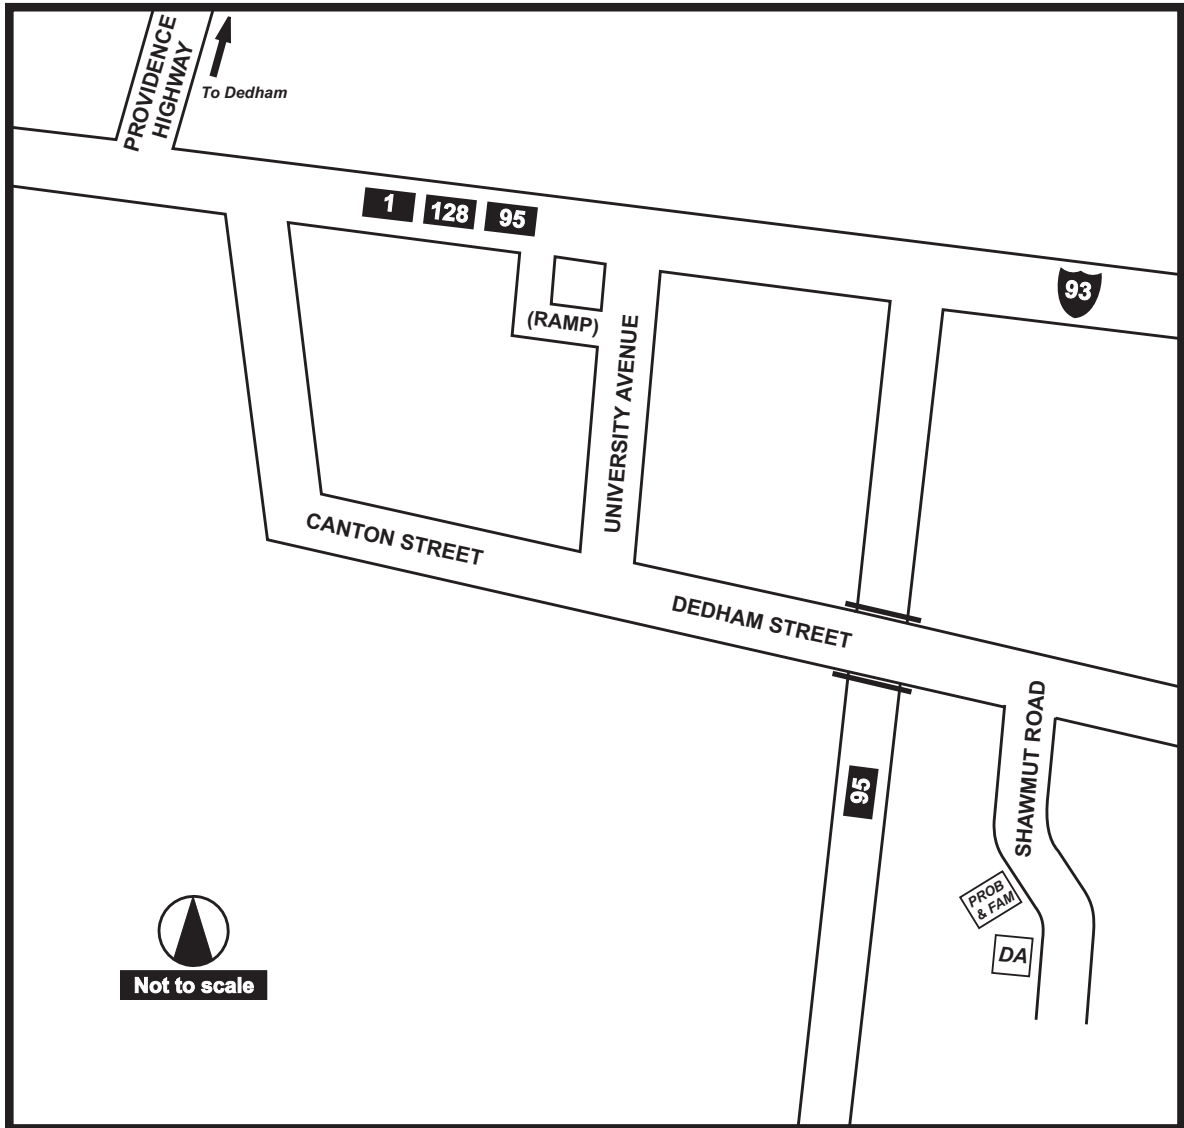 PROVIDENCE
HIGHWAY
To Dedham
1
128
95
93
(RAMP)
UNIVERSITY AVENUE
CANTON STREET
DEDHAM STREET
SHAWMUT ROAD
95
PROB
& FAM
DA
Not to scale